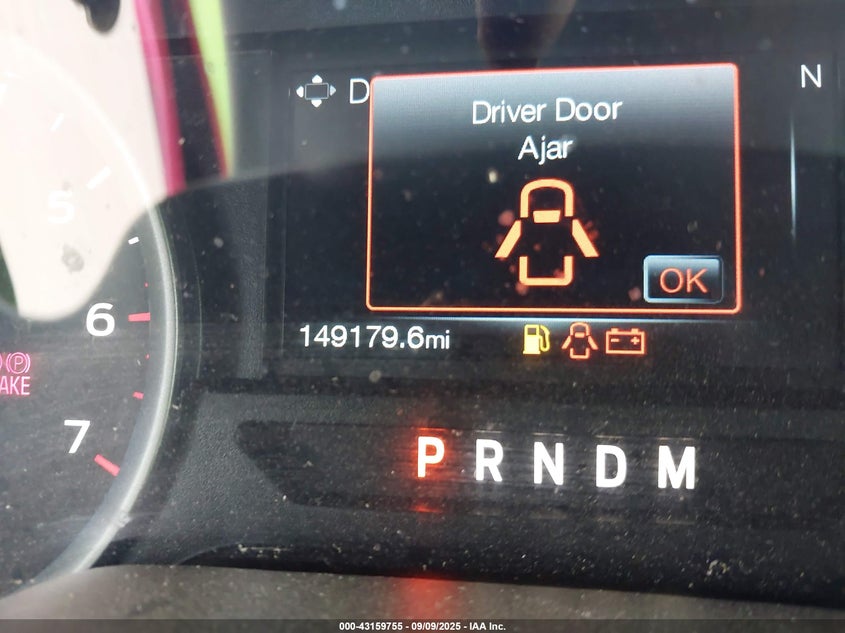 D
N
Driver Door
Ajar
OK
5
6
7
149179.6mi
P
AKE
P R N D M
000-43159755 - 09/09/2025 - IAA Inc.